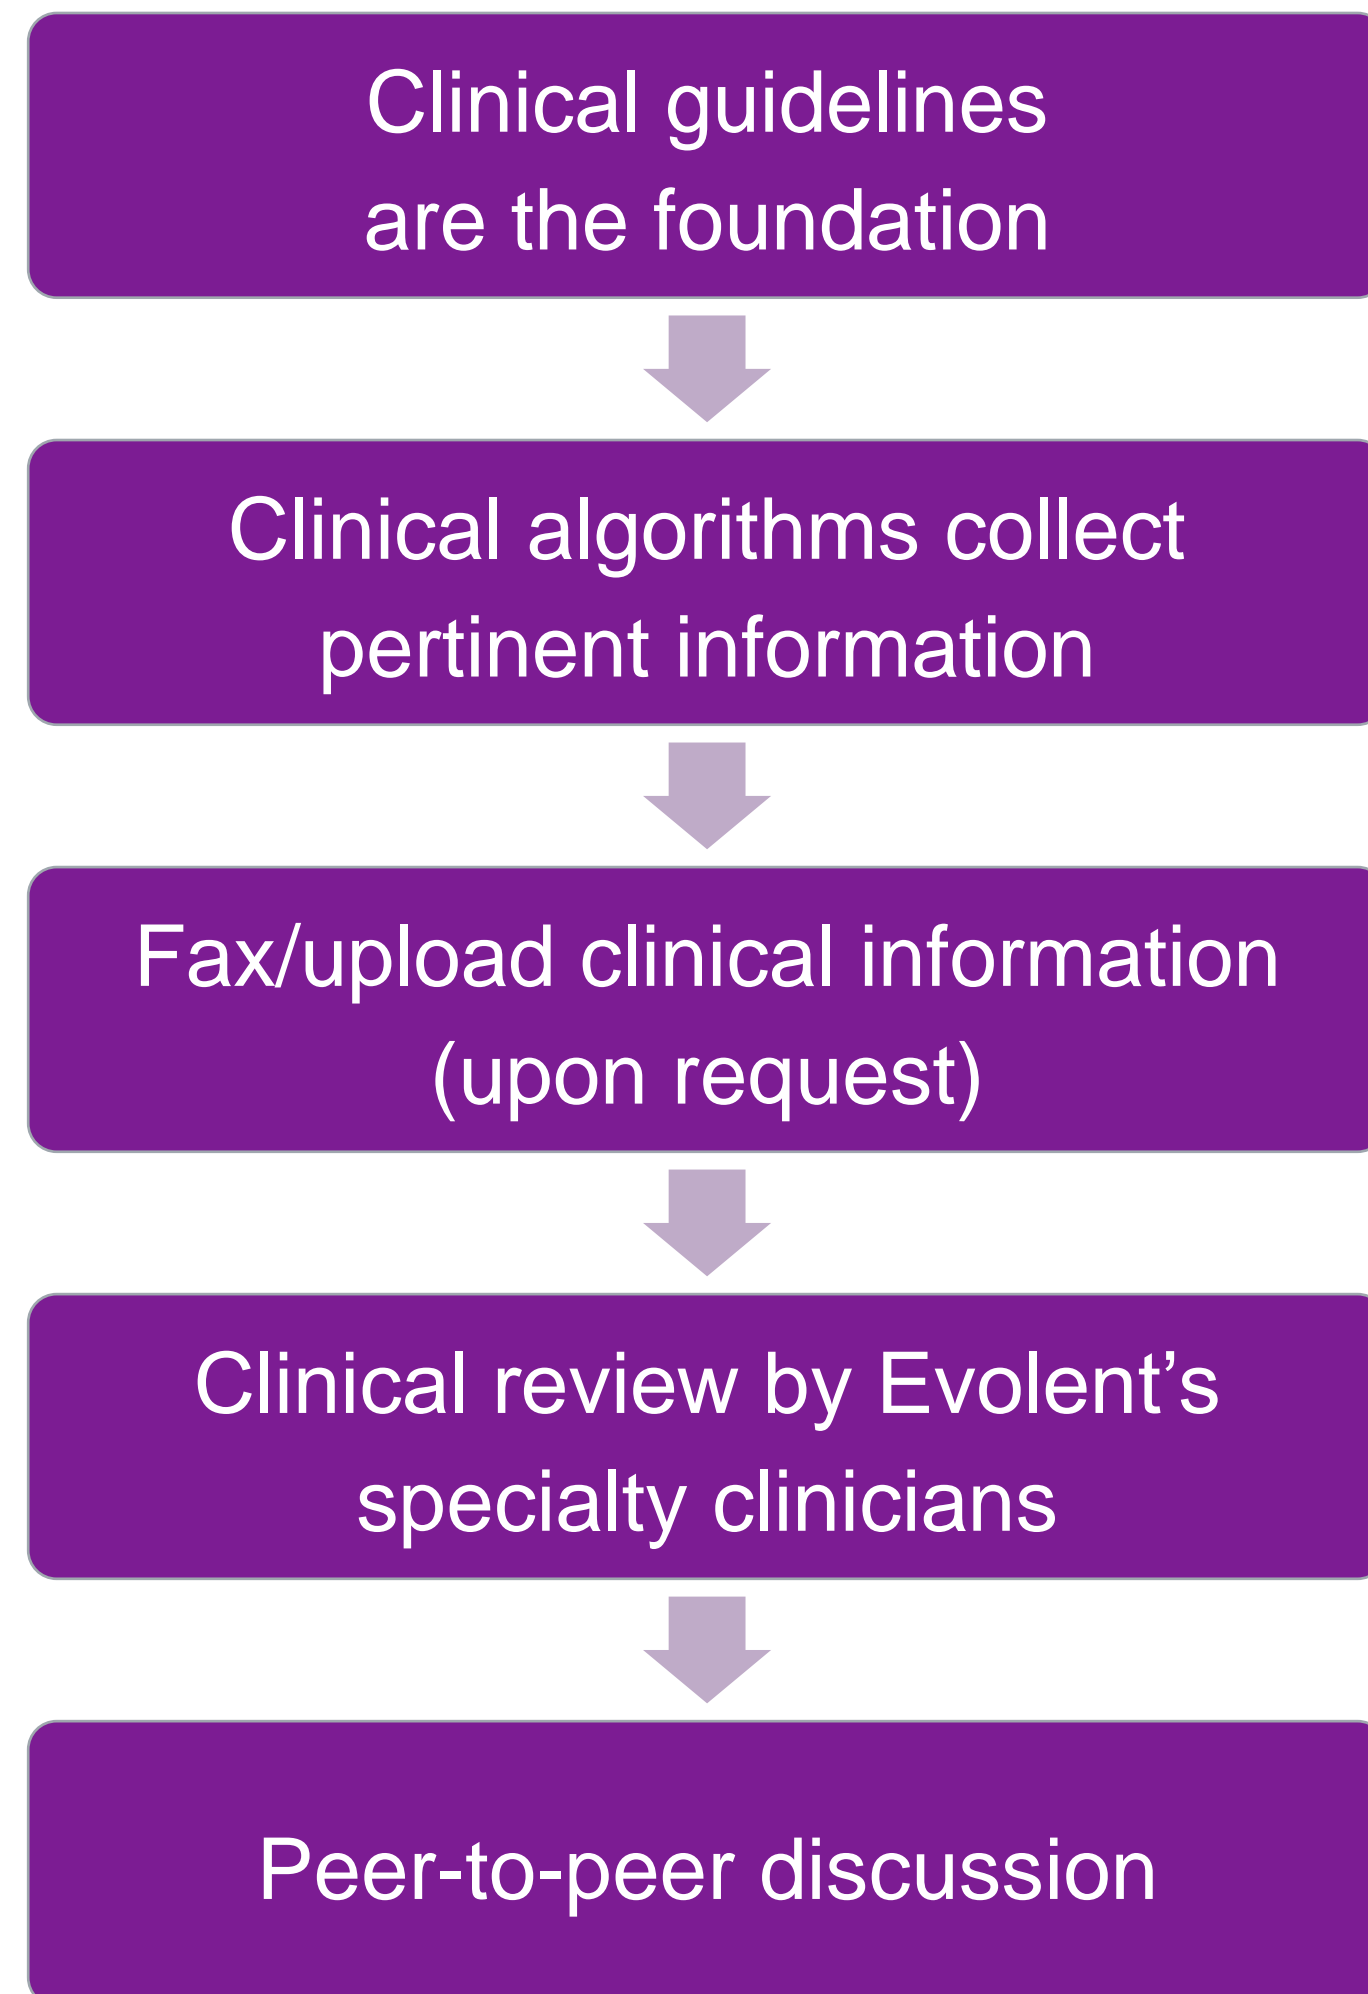 Clinical guidelines
are the foundation
Clinical algorithms collect
pertinent information
Fax/upload clinical information
(upon request)
Clinical review by Evolent’s
specialty clinicians
Peer-to-peer discussion